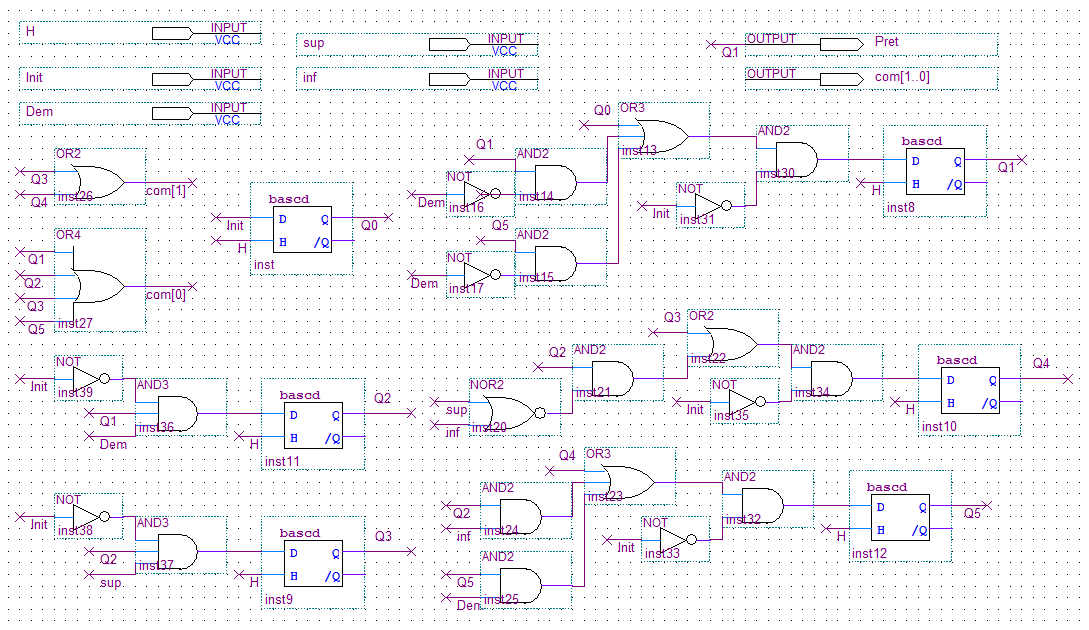 H INPUT VCC
sup INPUT VCC
Q1 OUTPUT Pret
Init INPUT VCC
inf INPUT VCC
OUTPUT com[1..0]
Dem INPUT VCC
OR2
Q3
Q4
inst26
com[1]
OR4
Q1
Q2
Q3
Q5
inst27
com[0]
bascd
Init
H
D Q
H /Q
Q0
inst
Q1
AND2
NOT
Dem
inst16
inst14
Q5
AND2
NOT
Dem
inst17
inst15
Q0
OR3
inst13
NOT
Init
inst31
AND2
inst30
bascd
D Q
H /Q
H
Q1
inst8
NOT
Init
inst39
AND3
Q1
Dem
inst36
bascd
D Q
H /Q
H
Q2
inst11
NOR2
sup
inf
inst20
Q2
AND2
inst21
Q3
OR2
inst22
NOT
Init
inst35
AND2
inst34
bascd
D Q
H /Q
H
Q4
inst10
NOT
Init
inst38
AND3
Q2
sup.
inst37
bascd
D Q
H /Q
H
Q3
inst9
AND2
Q2
inf
inst24
AND2
Q5
Den
inst25
Q4
OR3
inst23
NOT
Init
inst33
AND2
inst32
bascd
D Q
H /Q
H
Q5
inst12